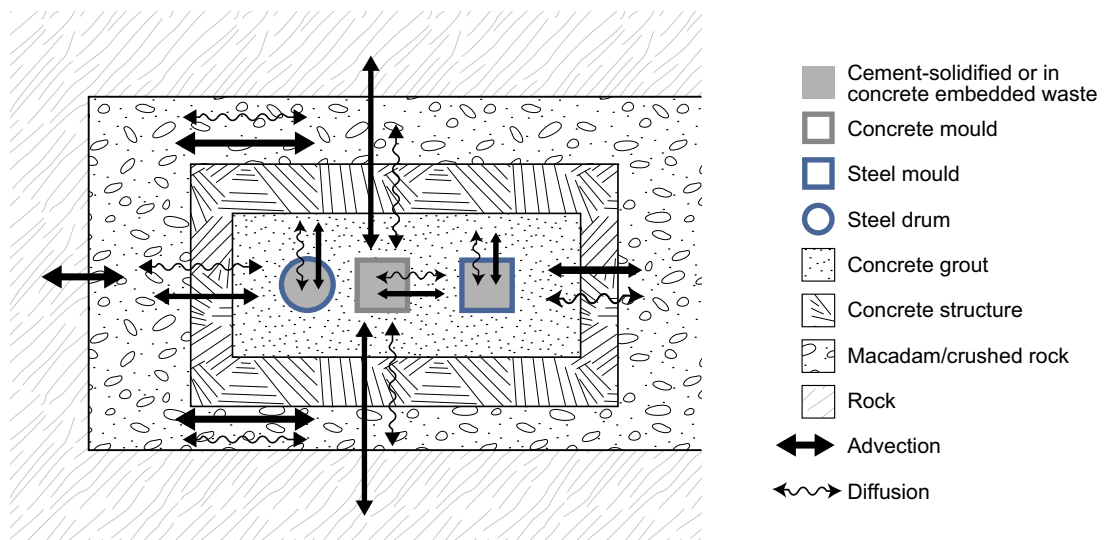 Cement-solidified or in
concrete embedded waste
Concrete mould
Steel mould
Steel drum
Concrete grout
Concrete structure
Macadam/crushed rock
Rock
Advection
Diffusion